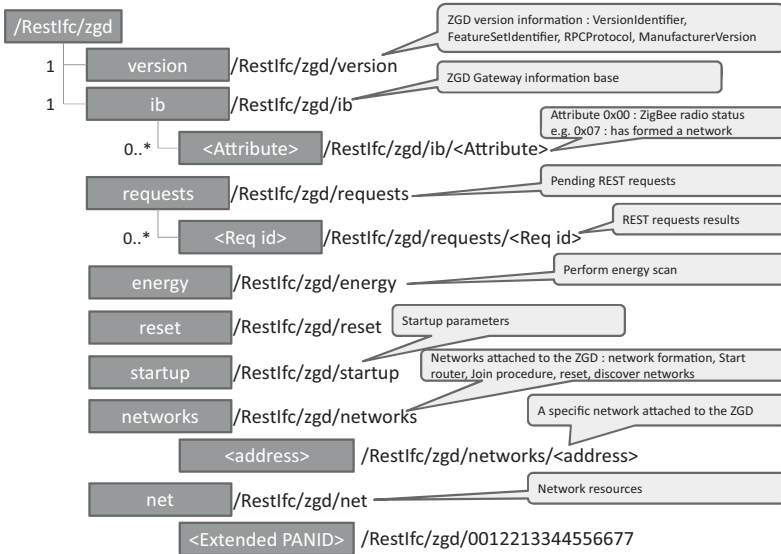 /RestIfc/zgd
ZGD version information : VersionIdentifier,
FeatureSetIdentifier, RPCProtocol, ManufacturerVersion
1 version /RestIfc/zgd/version
ZGD Gateway information base
1 ib /RestIfc/zgd/ib
Attribute 0x00 : ZigBee radio status
e.g. 0x07 : has formed a network
0..* <Attribute> /RestIfc/zgd/ib/<Attribute>
requests /RestIfc/zgd/requests
Pending REST requests
REST requests results
0..* <Req id> /RestIfc/zgd/requests/<Req id>
Perform energy scan
energy /RestIfc/zgd/energy
reset /RestIfc/zgd/reset
Startup parameters
startup /RestIfc/zgd/startup
Networks attached to the ZGD : network formation, Start
router, Join procedure, reset, discover networks
networks /RestIfc/zgd/networks
A specific network attached to the ZGD
<address> /RestIfc/zgd/networks/<address>
net /RestIfc/zgd/net
Network resources
<Extended PANID> /RestIfc/zgd/0012213344556677